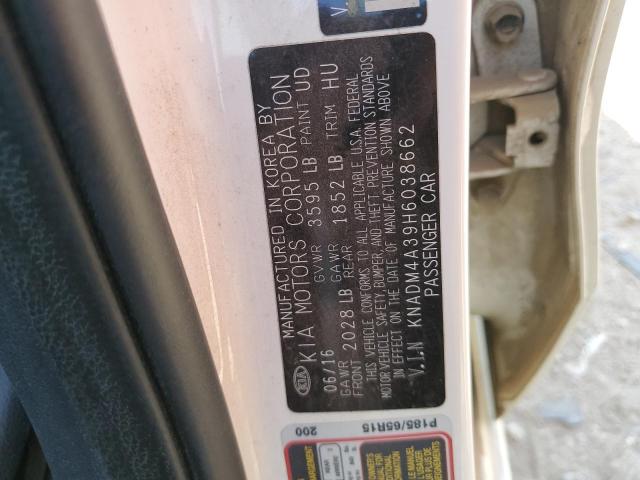 MANUFACTURED IN KOREA BY
KIA KIA MOTORS CORPORATION
06/16 GVWR 3595 LB PAINT UD
GAWR FRONT 2028 LB GAWR REAR 1852 LB TRIM HU
THIS VEHICLE CONFORMS TO ALL APPLICABLE U.S.A. FEDERAL
MOTOR VEHICLE SAFETY, BUMPER, AND THEFT PREVENTION STANDARDS
IN EFFECT ON THE DATE OF MANUFACTURE SHOWN ABOVE
V.I.N KNADM4A39H6038662
PASSENGER CAR
200
P185/65R15